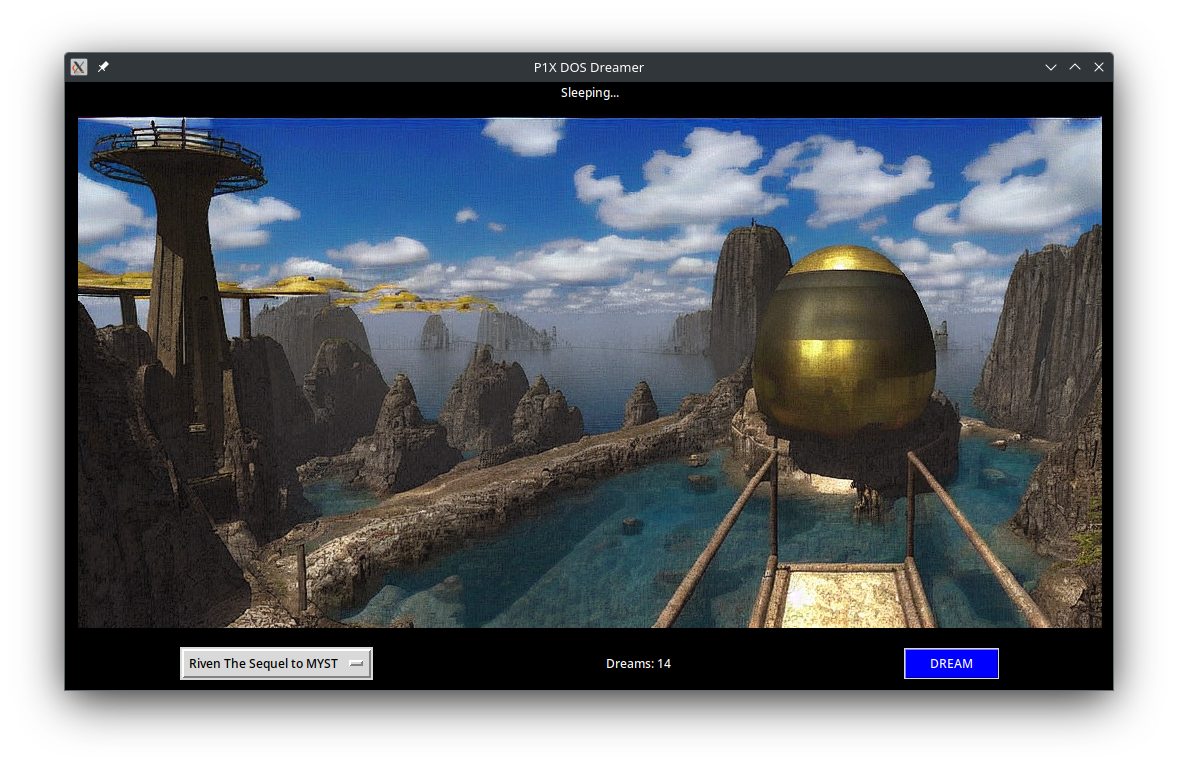 P1X DOS Dreamer
Sleeping...
Riven The Sequel to MYST
Dreams: 14
DREAM